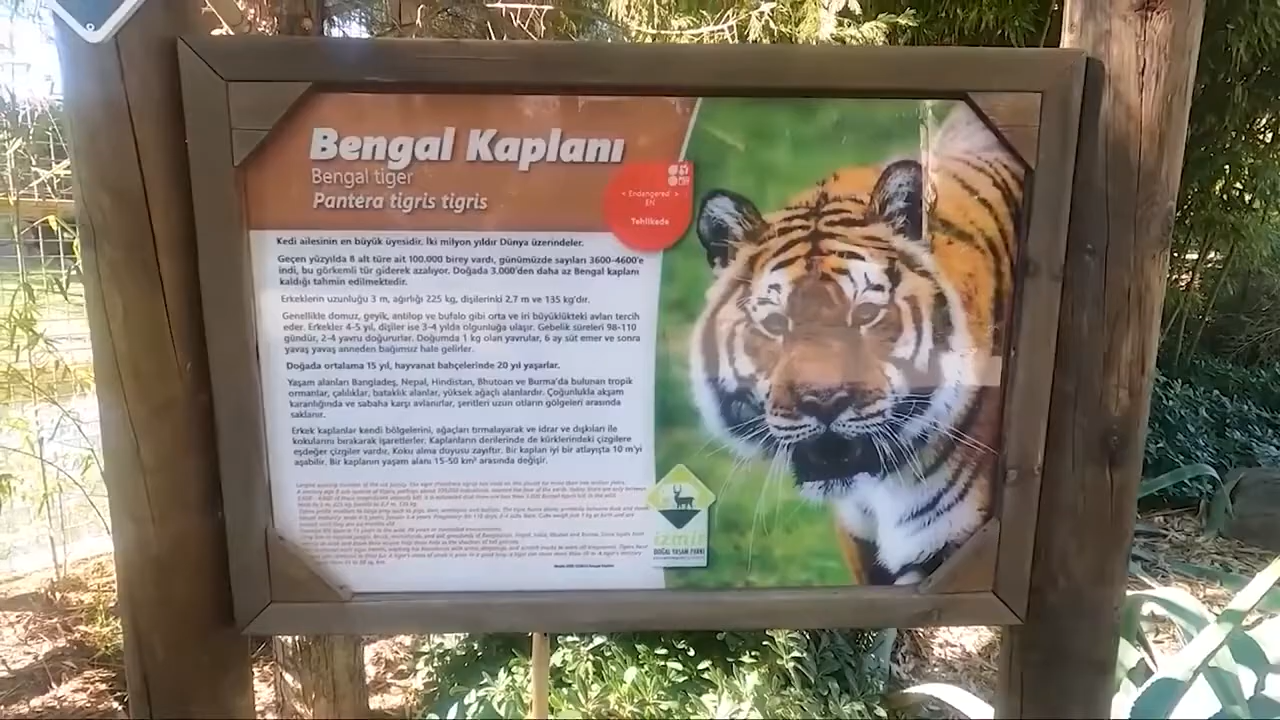 Bengal Kaplanı
Bengal tiger
Pantera tigris tigris
< Endangered >
EN
Tehlikede
Kedi ailesinin en büyük üyesidir. İki milyon yıldır Dünya üzerindeler.
Geçen yüzyılda 8 alt türe ait 100.000 birey vardı, günümüzde sayıları 3600-4600'e
indi, bu görkemli tür giderek azalıyor. Doğada 3.000'den daha az Bengal kaplanı
kaldığı tahmin edilmektedir.
Erkeklerin uzunluğu 3 m, ağırlığı 225 kg, dişilerinki 2,7 m ve 135 kg'dır.
Genellikle domuz, geyik, antilop ve bufalo gibi orta ve iri büyüklükteki avları tercih
eder. Erkekler 4-5 yıl, dişiler ise 3-4 yılda olgunluğa ulaşır. Gebelik süreleri 98-110
gündür, 2-4 yavru doğururlar. Doğumda 1 kg olan yavrular, 6 ay süt emer ve sonra
yavaş yavaş anneden bağımsız hale gelirler.
Doğada ortalama 15 yıl, hayvanat bahçelerinde 20 yıl yaşarlar.
Yaşam alanları Bangladeş, Nepal, Hindistan, Bhutoan ve Burma'da bulunan tropik
ormanlar, çalılıklar, bataklık alanlar, yüksek ağaçlı alanlardır. Çoğunlukla akşam
karanlığında ve sabaha karşı avlanırlar, şeritleri uzun otların gölgeleri arasında
saklanır.
Erkek kaplanlar kendi bölgelerini, ağaçları tırmalayarak ve idrar ve dışkıları ile
kokularını bırakarak işaretlerler. Kaplanların derilerinde de kürklerindeki çizgilere
eşdeğer çizgiler vardır. Koku alma duyusu zayıftır. Bir kaplan iyi bir atlayışta 10 m'yi
aşabilir. Bir kaplanın yaşam alanı 15-50 km² arasında değişir.
izmir
DOĞAL YAŞAM PARKI